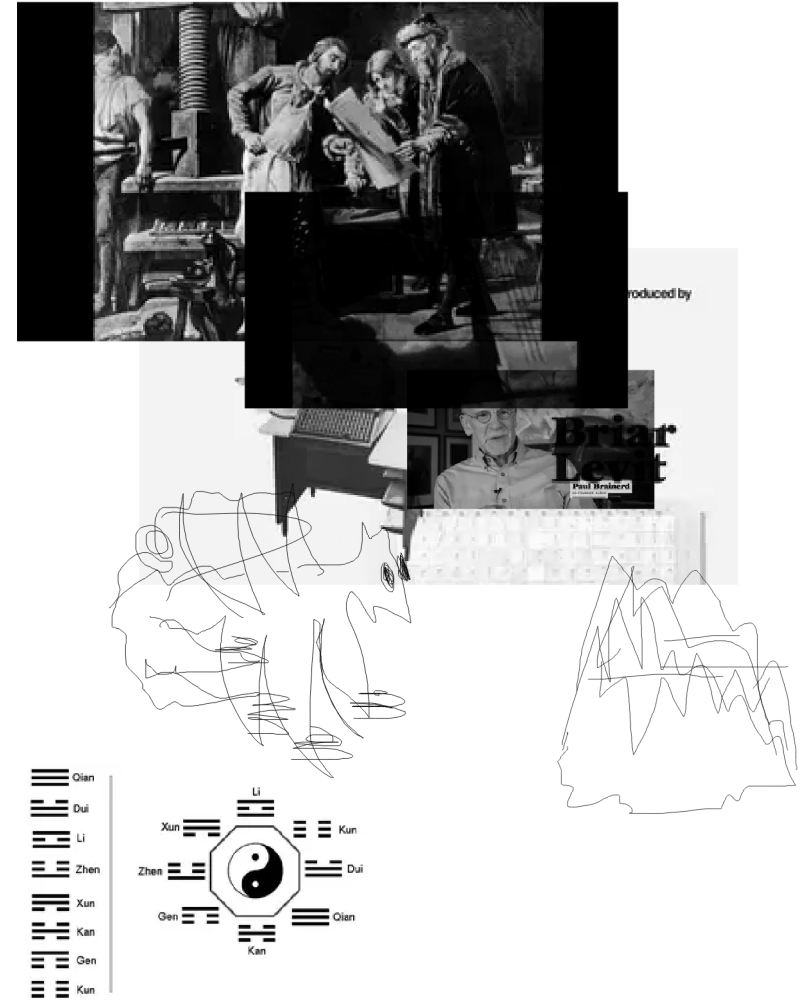 roduced by
Briar
Levit
Paul Brainerd
Qian
Dui
Li
Zhen
Xun
Kan
Gen
Kun
Li
Xun
Kun
Zhen
Dui
Gen
Qian
Kan